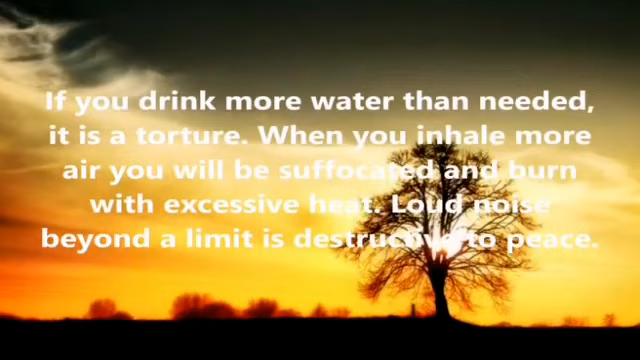 If you drink more water than needed,
it is a torture. When you inhale more
air you will be suffocated and burn
with excessive heat. Loud noise
beyond a limit is destructive to peace.